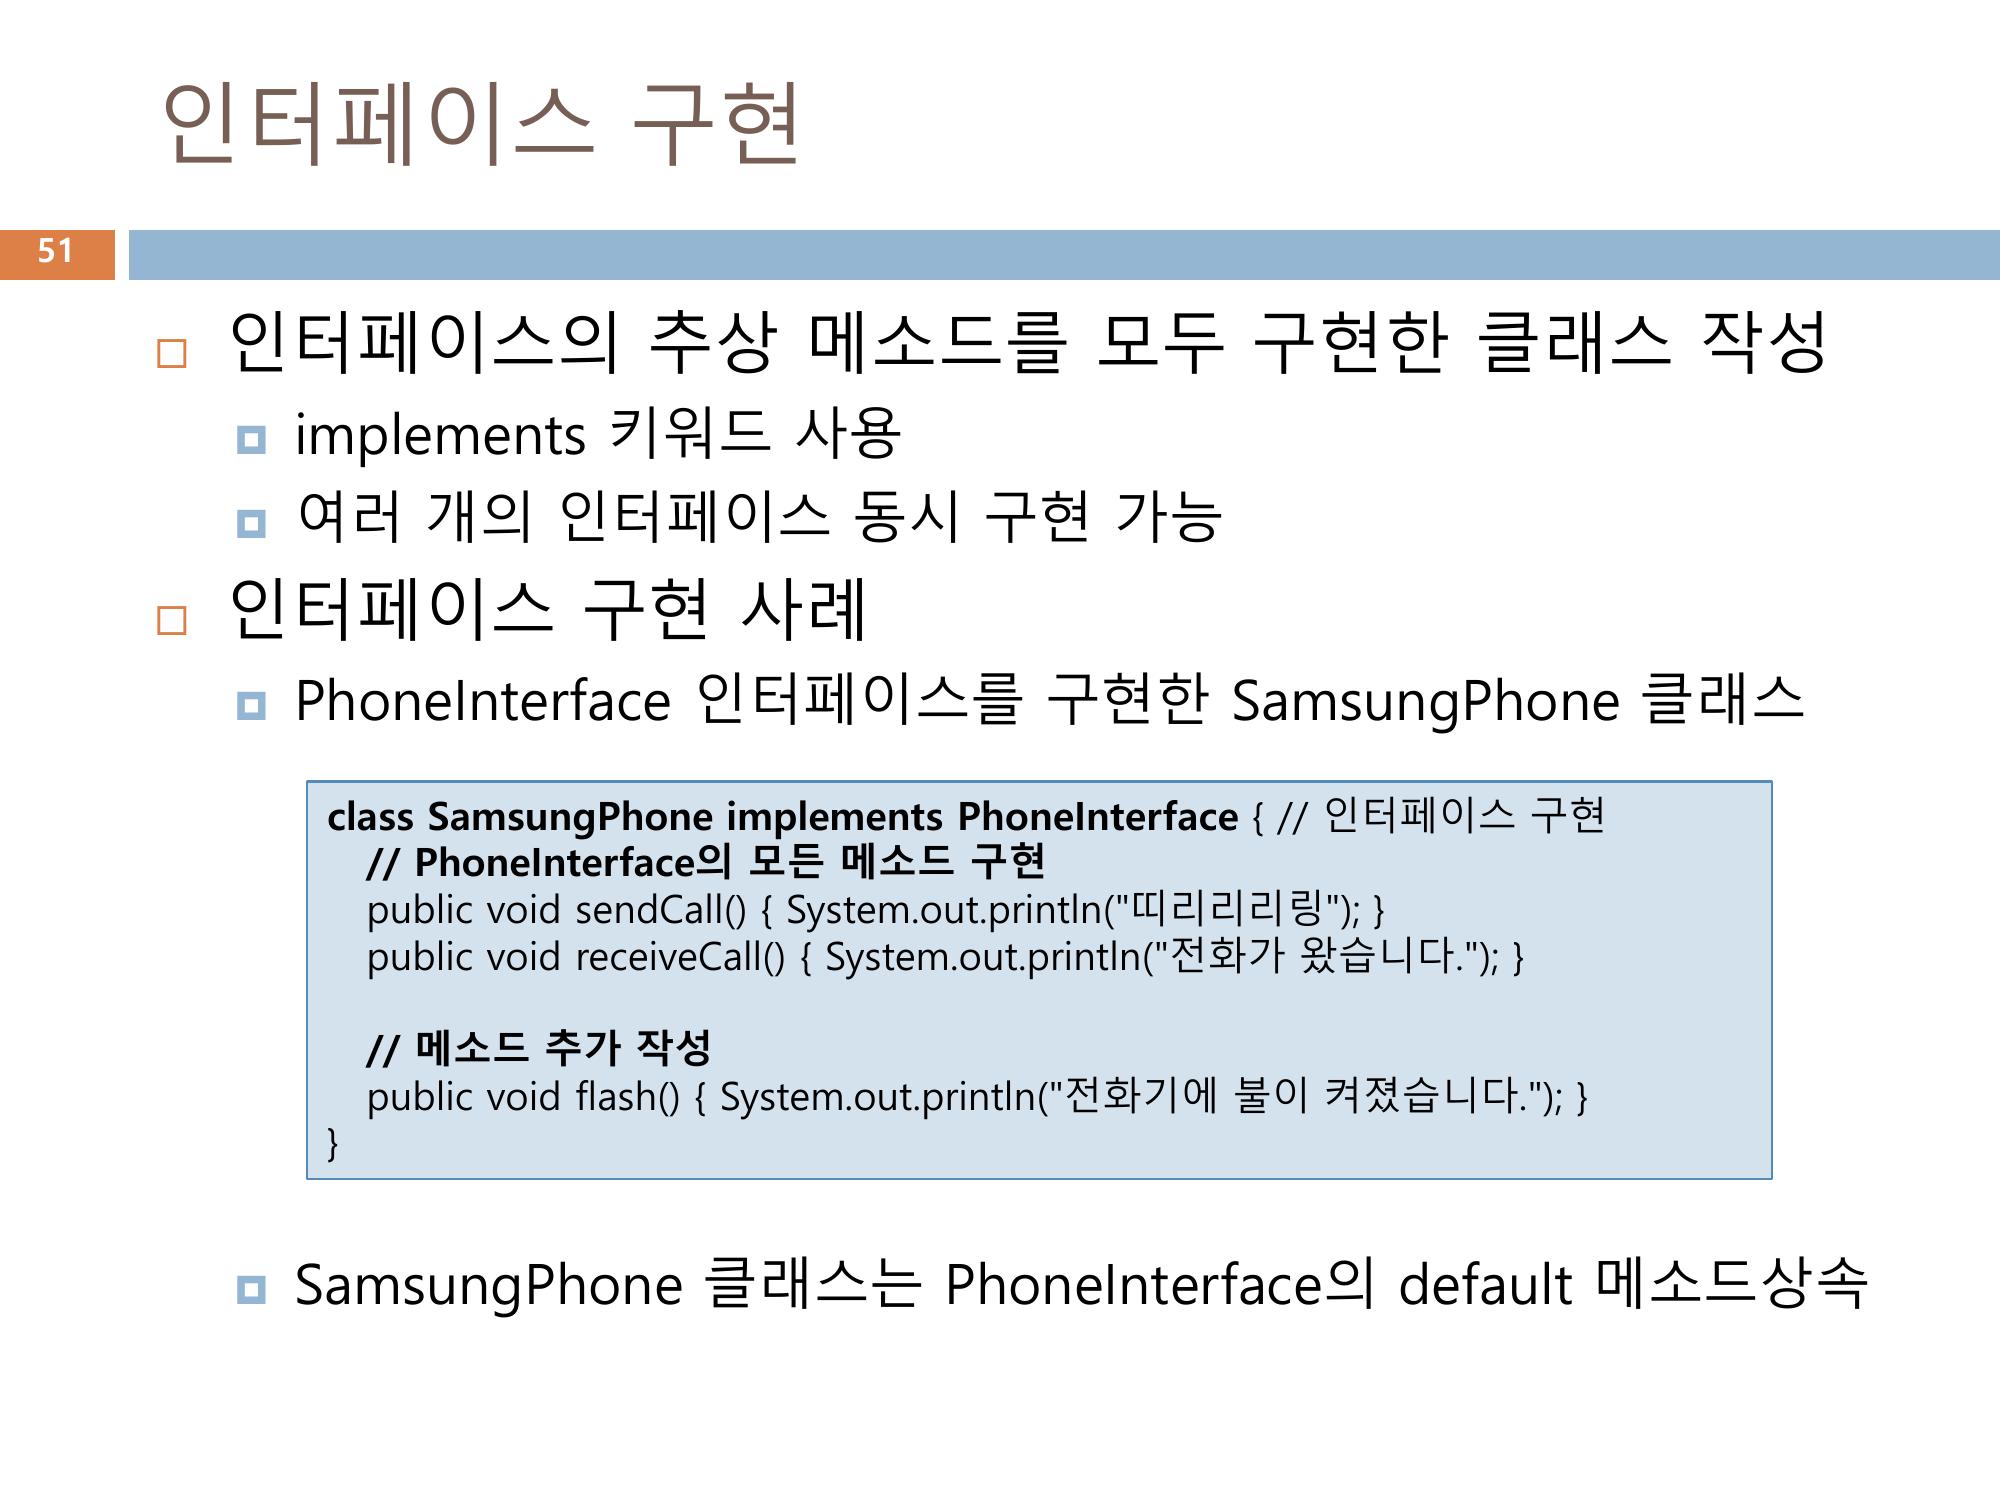 인터페이스 구현
51
인터페이스의 추상 메소드를 모두 구현한 클래스 작성
implements 키워드 사용
여러 개의 인터페이스 동시 구현 가능
인터페이스 구현 사례
PhoneInterface 인터페이스를 구현한 SamsungPhone 클래스
class SamsungPhone implements PhoneInterface { // 인터페이스 구현
// PhoneInterface의 모든 메소드 구현
public void sendCall() { System.out.println("띠리리리링"); }
public void receiveCall() { System.out.println("전화가 왔습니다."); }
// 메소드 추가 작성
public void flash() { System.out.println("전화기에 불이 켜졌습니다."); }
}
SamsungPhone 클래스는 PhoneInterface의 default 메소드상속